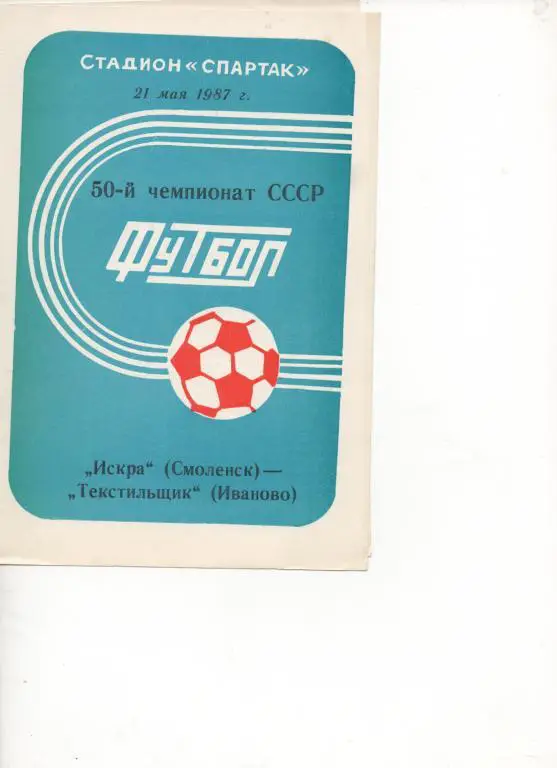 Стадион «Спартак»
21 мая 1987 г.
50-й чемпионат СССР
Футбол
„Искра“ (Смоленск)—
„Текстильщик“ (Иваново)